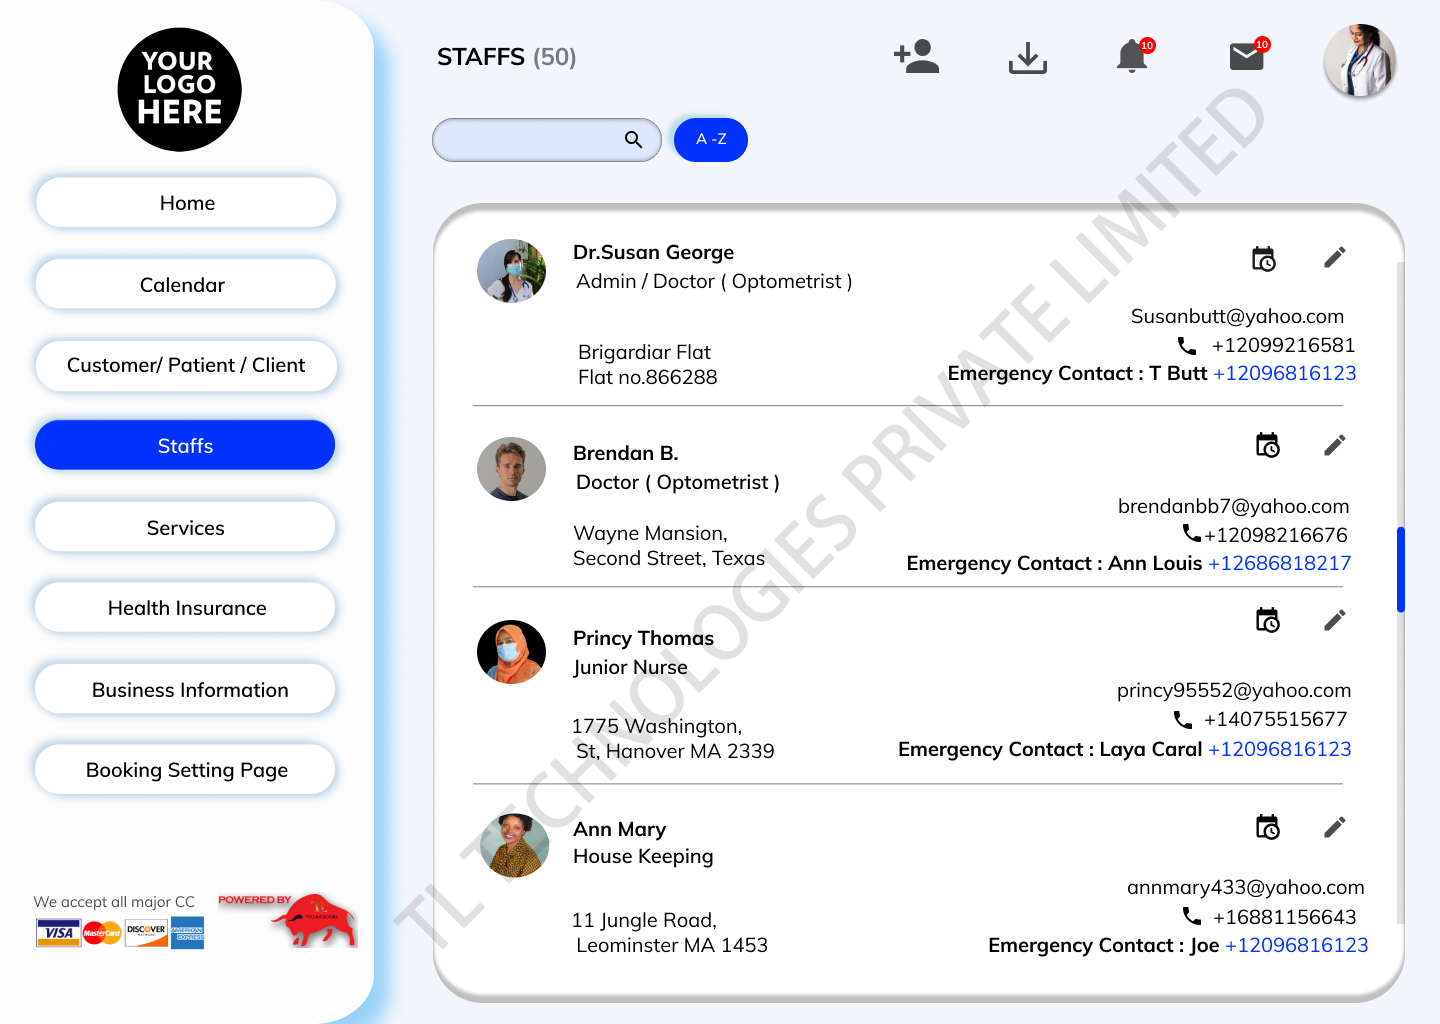 YOUR
LOGO
HERE
Home
Calendar
Customer/ Patient / Client
Staffs
Services
Health Insurance
Business Information
Booking Setting Page
We accept all major CC
POWERED BY
TL
TECHNOLOGIES
VISA
MasterCard
DISCOVER
NETWORK
AMERICAN
EXPRESS
STAFFS (50)
10
10
A -Z
Dr.Susan George
Admin / Doctor ( Optometrist )
Brigardiar Flat
Flat no.866288
Susanbutt@yahoo.com
+12099216581
Emergency Contact : T Butt +12096816123
Brendan B.
Doctor ( Optometrist )
Wayne Mansion,
Second Street, Texas
brendanbb7@yahoo.com
+12098216676
Emergency Contact : Ann Louis +12686818217
Princy Thomas
Junior Nurse
1775 Washington,
St, Hanover MA 2339
princy95552@yahoo.com
+14075515677
Emergency Contact : Laya Caral +12096816123
Ann Mary
House Keeping
11 Jungle Road,
Leominster MA 1453
annmary433@yahoo.com
+16881156643
Emergency Contact : Joe +12096816123
TL TECHNOLOGIES PRIVATE LIMITED